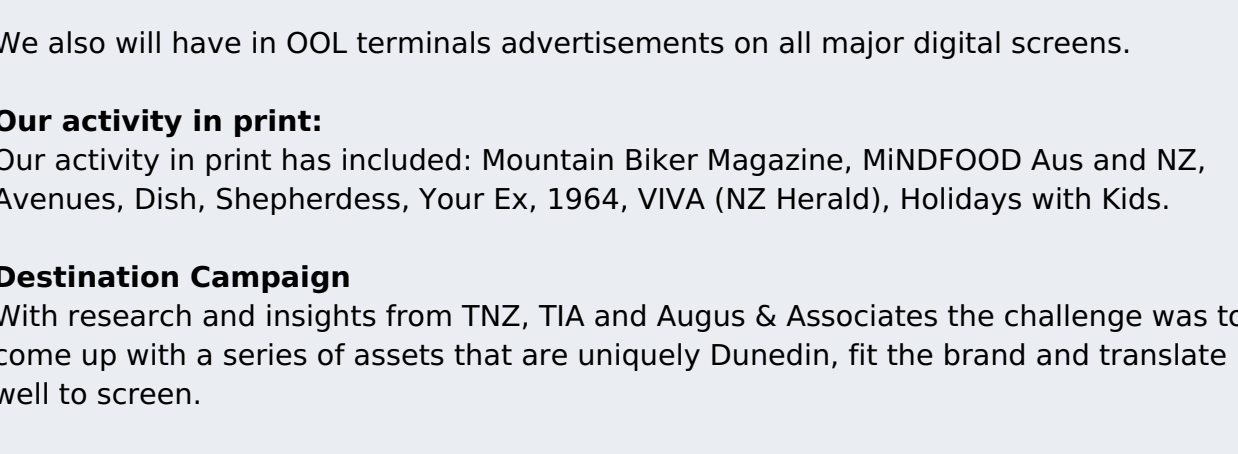 We also will have in OOL terminals advertisements on all major digital screens.
Our activity in print:
Our activity in print has included: Mountain Biker Magazine, MiNDFOOD Aus and NZ,
Avenues, Dish, Shepherdess, Your Ex, 1964, VIVA (NZ Herald), Holidays with Kids.
Destination Campaign
With research and insights from TNZ, TIA and Augus & Associates the challenge was to
come up with a series of assets that are uniquely Dunedin, fit the brand and translate
well to screen.